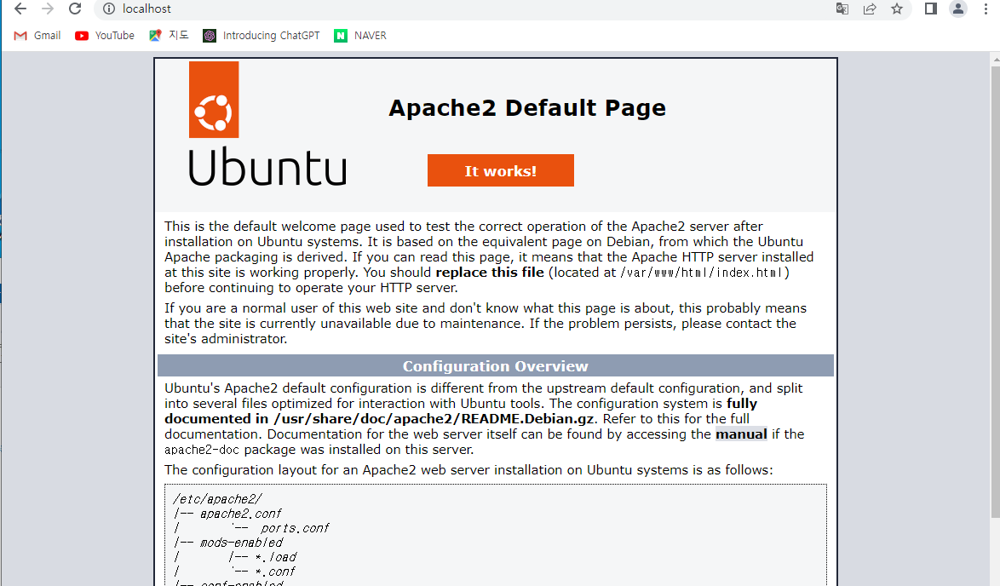 localhost
Gmail YouTube 지도 Introducing ChatGPT N NAVER
Apache2 Default Page
Ubuntu
It works!
This is the default welcome page used to test the correct operation of the Apache2 server after
installation on Ubuntu systems. It is based on the equivalent page on Debian, from which the Ubuntu
Apache packaging is derived. If you can read this page, it means that the Apache HTTP server installed
at this site is working properly. You should replace this file (located at /var/www/html/index.html)
before continuing to operate your HTTP server.
If you are a normal user of this web site and don't know what this page is about, this probably means
that the site is currently unavailable due to maintenance. If the problem persists, please contact the
site's administrator.
Configuration Overview
Ubuntu's Apache2 default configuration is different from the upstream default configuration, and split
into several files optimized for interaction with Ubuntu tools. The configuration system is fully
documented in /usr/share/doc/apache2/README.Debian.gz. Refer to this for the full
documentation. Documentation for the web server itself can be found by accessing the manual if the
apache2-doc package was installed on this server.
The configuration layout for an Apache2 web server installation on Ubuntu systems is as follows:
/etc/apache2/
|-- apache2.conf
|       `--  ports.conf
|-- mods-enabled
|       |-- *.load
|       `-- *.conf
|-- conf-enabled